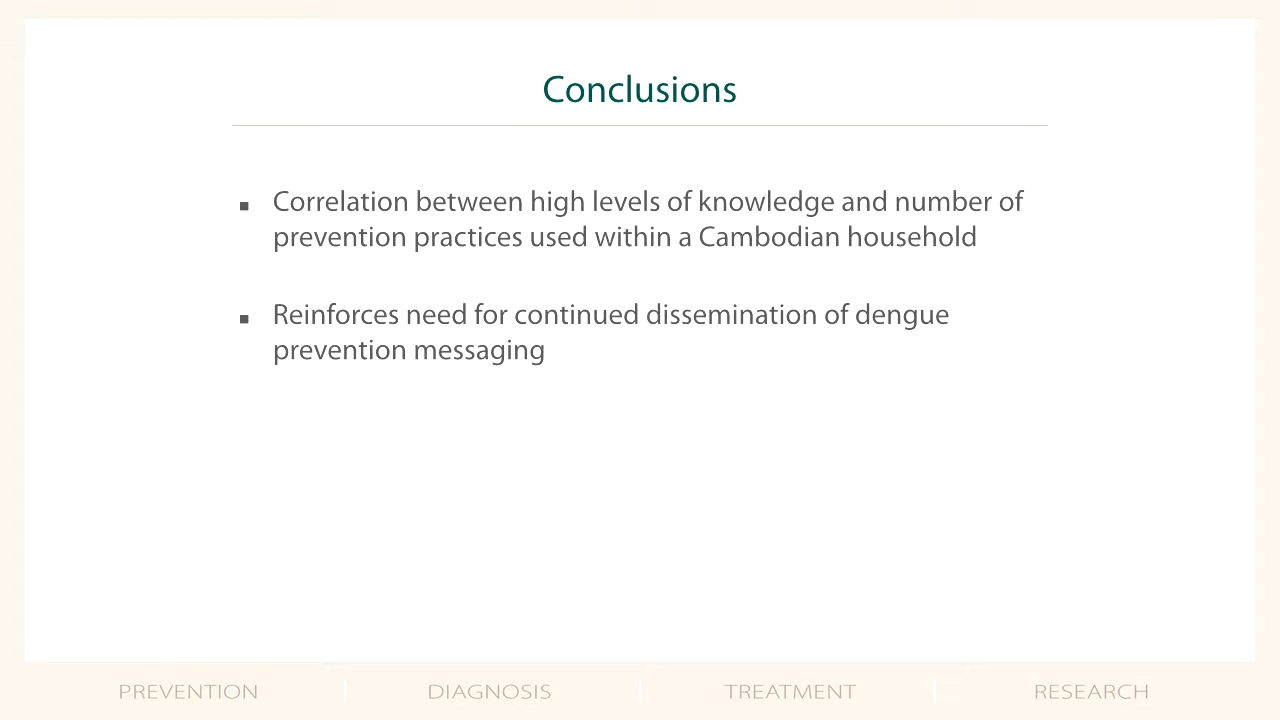 Conclusions
Correlation between high levels of knowledge and number of
prevention practices used within a Cambodian household
Reinforces need for continued dissemination of dengue
prevention messaging
PREVENTION DIAGNOSIS TREATMENT RESEARCH